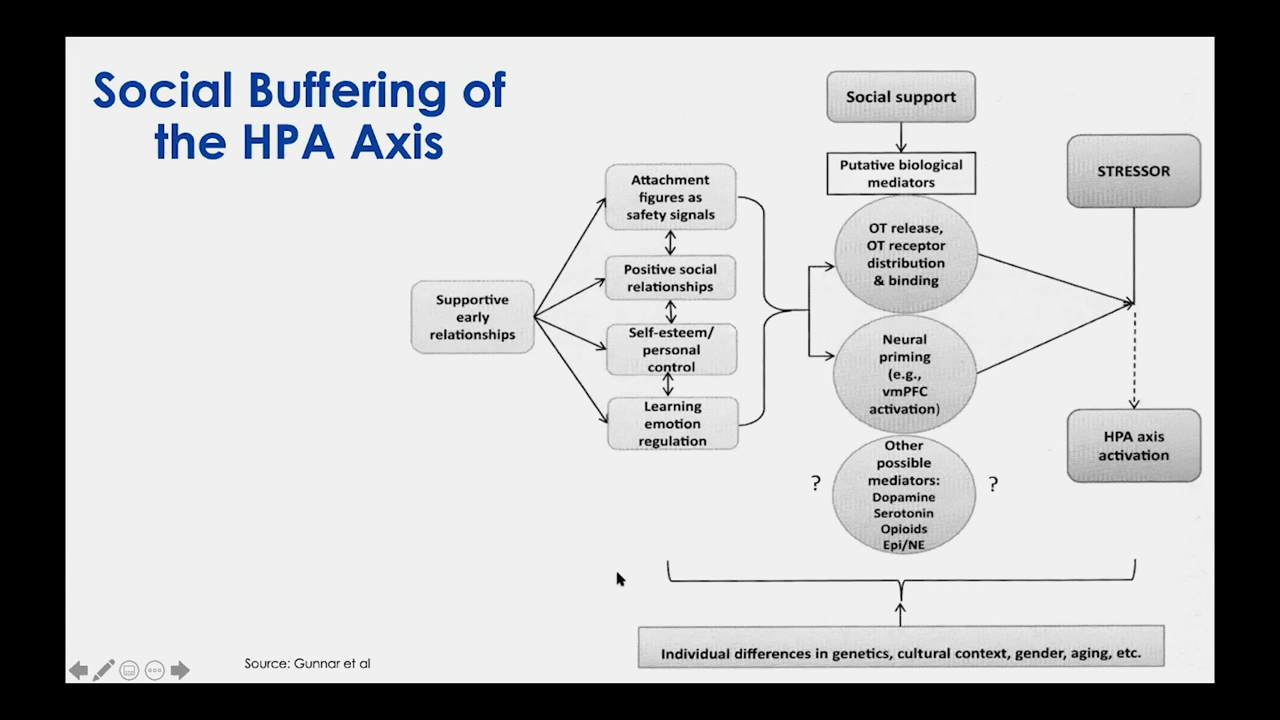 Social Buffering of
the HPA Axis
Supportive
early
relationships
Attachment
figures as
safety signals
Positive social
relationships
Self-esteem/
personal
control
Learning
emotion
regulation
Social support
Putative biological
mediators
OT release,
OT receptor
distribution
& binding
Neural
priming
(e.g.,
vmPFC
activation)
Other
possible
mediators:
Dopamine
Serotonin
Opioids
Epi/NE
?
?
STRESSOR
HPA axis
activation
Individual differences in genetics, cultural context, gender, aging, etc.
Source: Gunnar et al